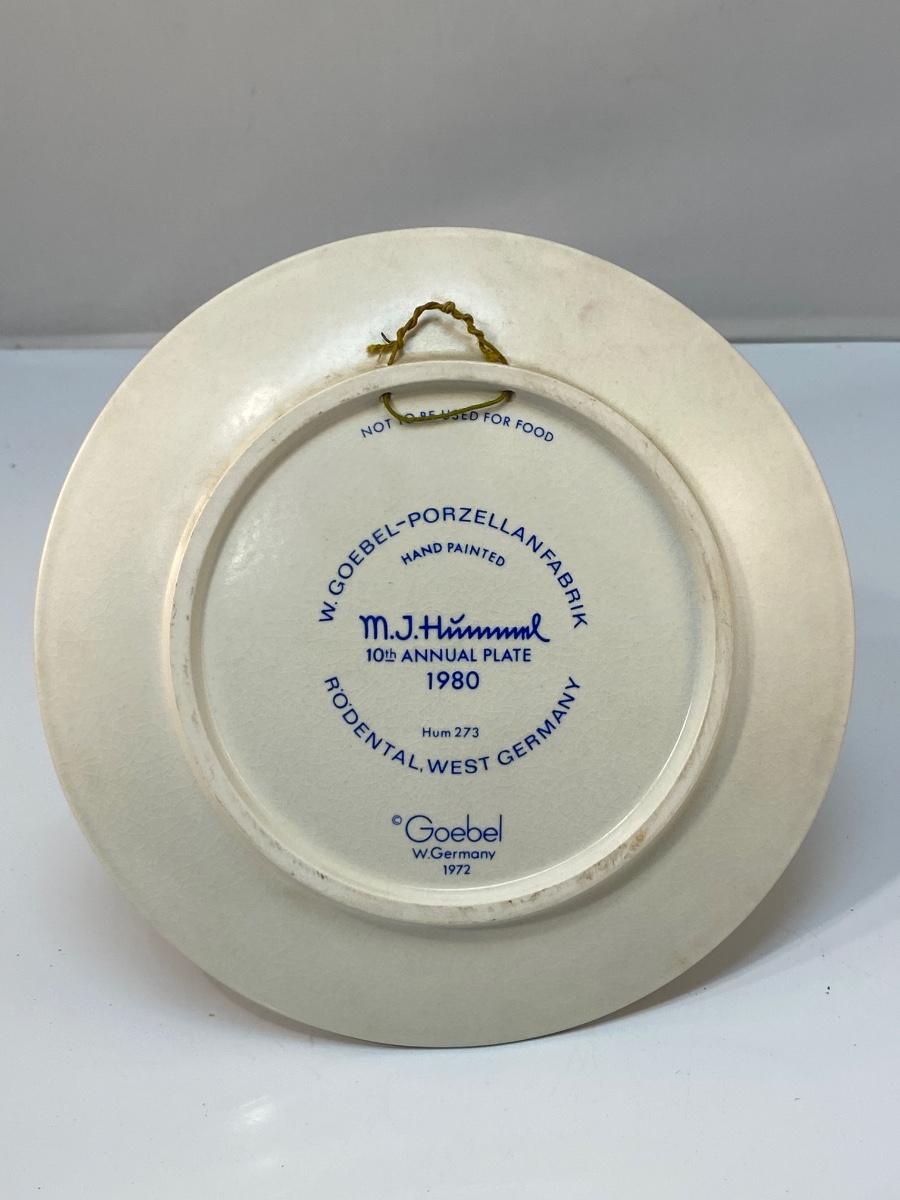 NOT TO BE USED FOR FOOD
W. GOEBEL-PORZELLANFABRIK
HAND PAINTED
M.J.Hümmel
10th ANNUAL PLATE
1980
Hum 273
RÖDENTAL, WEST GERMANY
© Goebel
W.Germany
1972